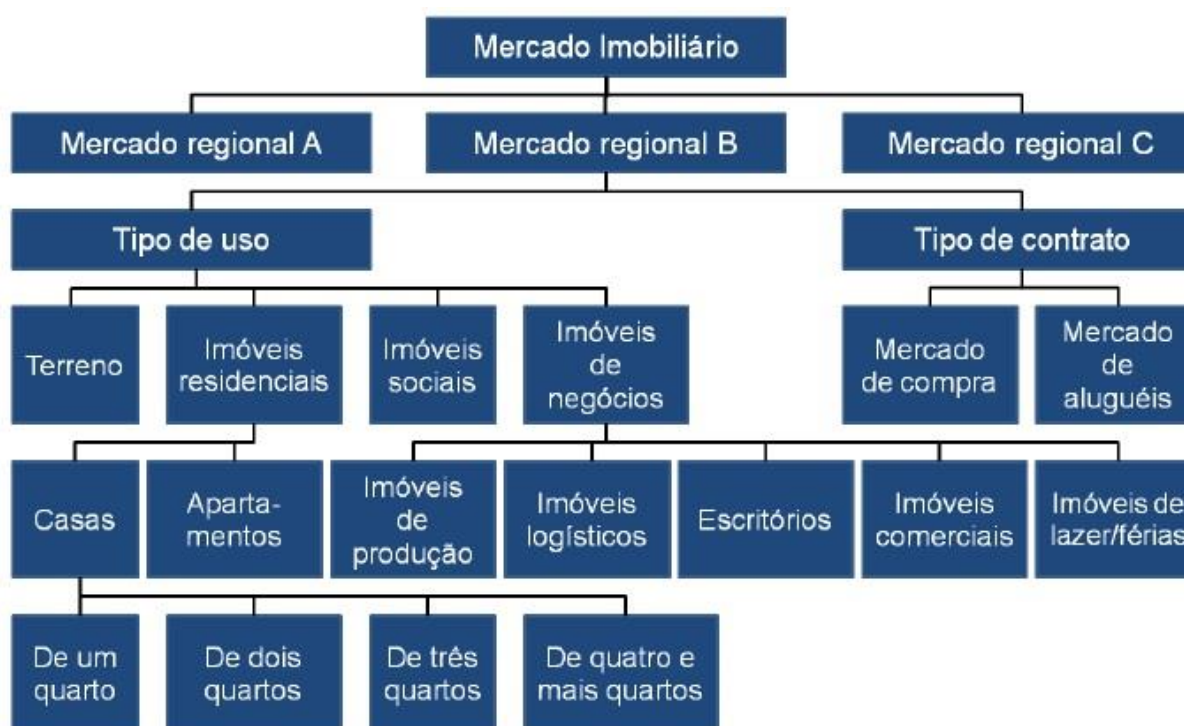 Mercado Imobiliário
Mercado regional A
Mercado regional B
Mercado regional C
Tipo de uso
Tipo de contrato
Terreno
Imóveis
residenciais
Imóveis
sociais
Imóveis
de
negócios
Mercado
de compra
Mercado
de
aluguéis
Casas
Aparta-
mentos
Imóveis
de
produção
Imóveis
logísticos
Escritórios
Imóveis
comerciais
Imóveis de
lazer/férias
De um
quarto
De dois
quartos
De três
quartos
De quatro e
mais quartos